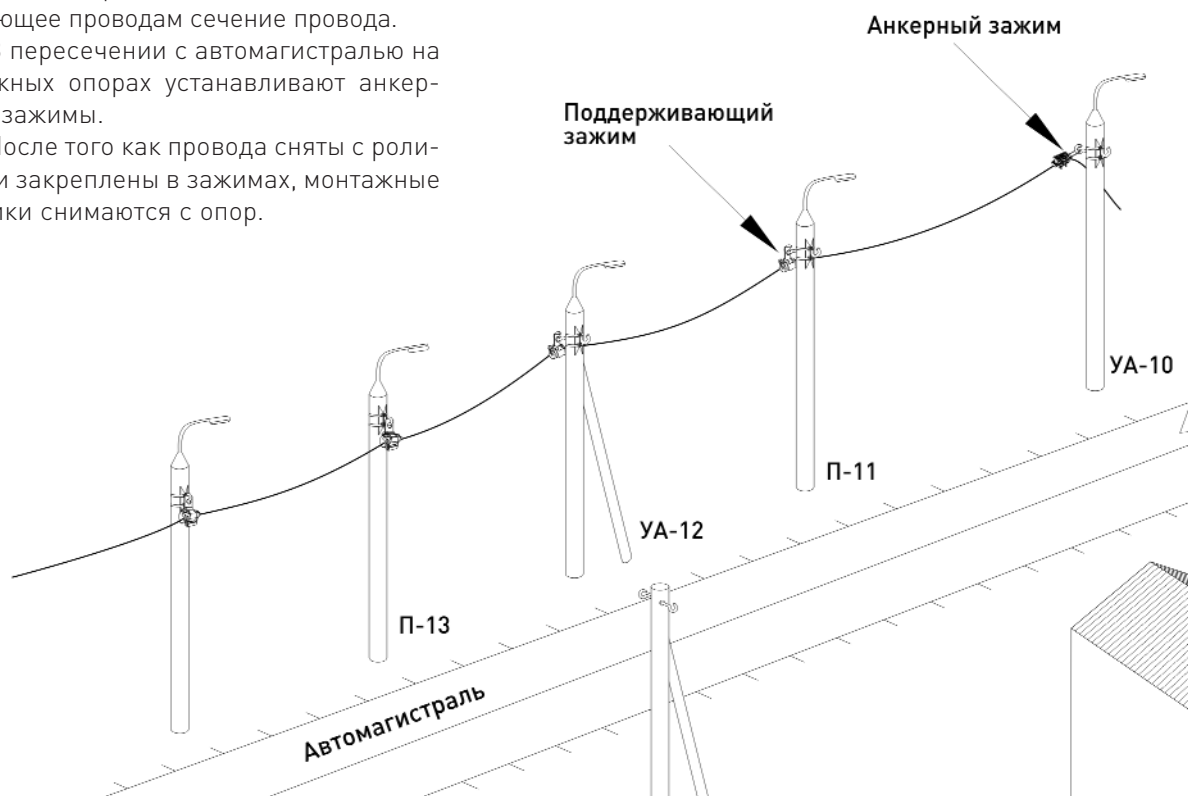 ющее проводам сечение провода.
пересечении с автомагистралью на
жных опорах устанавливают анкер-
зажимы.
После того как провода сняты с роли-
и закреплены в зажимах, монтажные
ики снимаются с опор.
Анкерный зажим
Поддерживающий
зажим
УА-10
П-11
УА-12
П-13
Автомагистраль